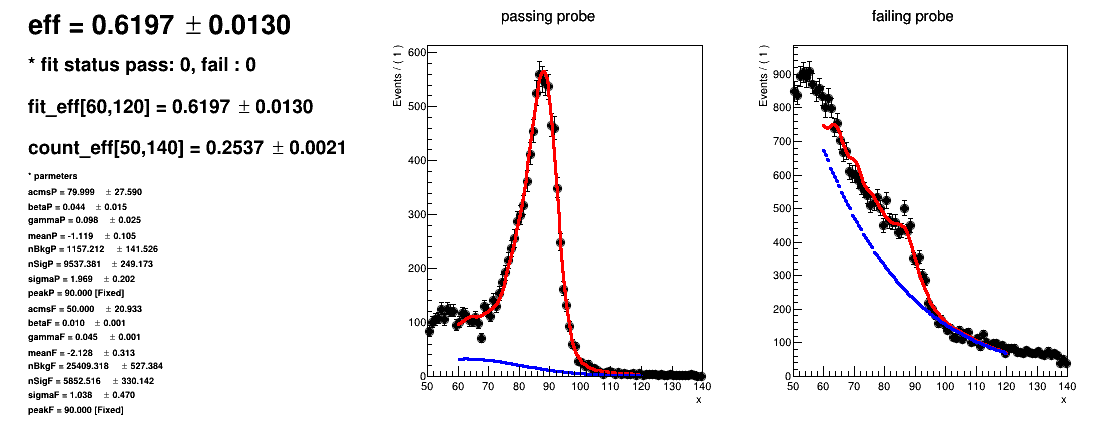 eff = 0.6197 ± 0.0130
* fit status pass: 0, fail : 0
fit_eff[60,120] = 0.6197 ± 0.0130
count_eff[50,140] = 0.2537 ± 0.0021
* parmeters
acmsP = 79.999 ± 27.590
betaP = 0.044 ± 0.015
gammaP = 0.098 ± 0.025
meanP = -1.119 ± 0.105
nBkgP = 1157.212 ± 141.526
nSigP = 9537.381 ± 249.173
sigmaP = 1.969 ± 0.202
peakP = 90.000 [Fixed]
acmsF = 50.000 ± 20.933
betaF = 0.010 ± 0.001
gammaF = 0.045 ± 0.001
meanF = -2.128 ± 0.313
nBkgF = 25409.318 ± 527.384
nSigF = 5852.516 ± 330.142
sigmaF = 1.038 ± 0.470
peakF = 90.000 [Fixed]
passing probe
Events / ( 1 )
600
500
400
300
200
100
0
50 60 70 80 90 100 110 120 130 140
x
failing probe
Events / ( 1 )
900
800
700
600
500
400
300
200
100
0
50 60 70 80 90 100 110 120 130 140
x